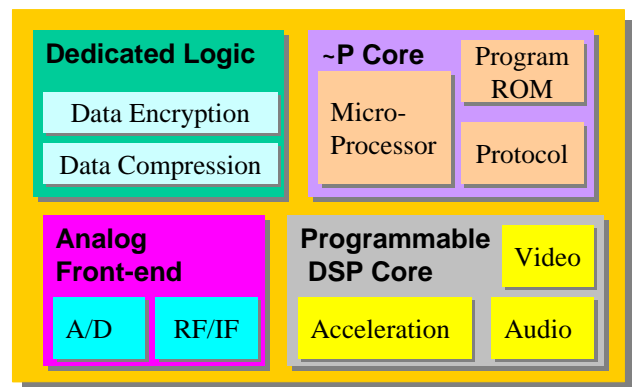 Dedicated Logic
Data Encryption
Data Compression
~P Core
Micro-
Processor
Program
ROM
Protocol
Analog
Front-end
A/D
RF/IF
Programmable
DSP Core
Video
Acceleration
Audio